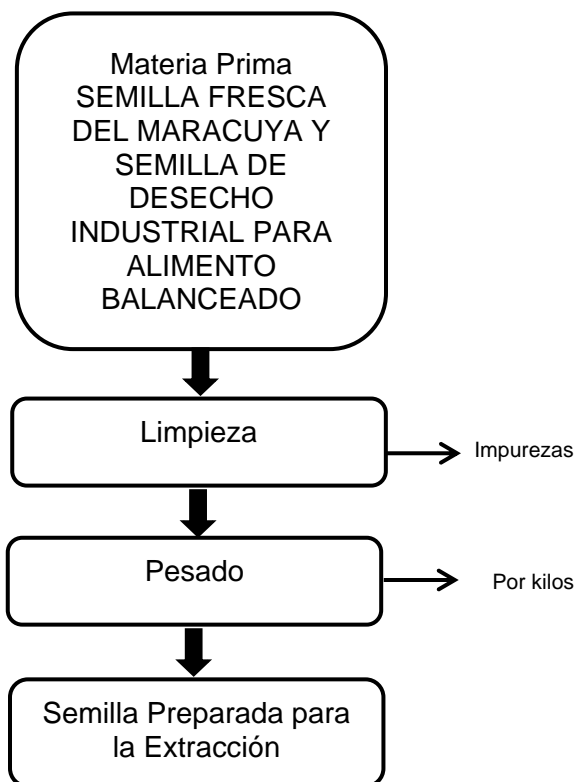 Materia Prima
SEMILLA FRESCA
DEL MARACUYA Y
SEMILLA DE
DESECHO
INDUSTRIAL PARA
ALIMENTO
BALANCEADO
Limpieza
Impurezas
Pesado
Por kilos
Semilla Preparada para
la Extracción